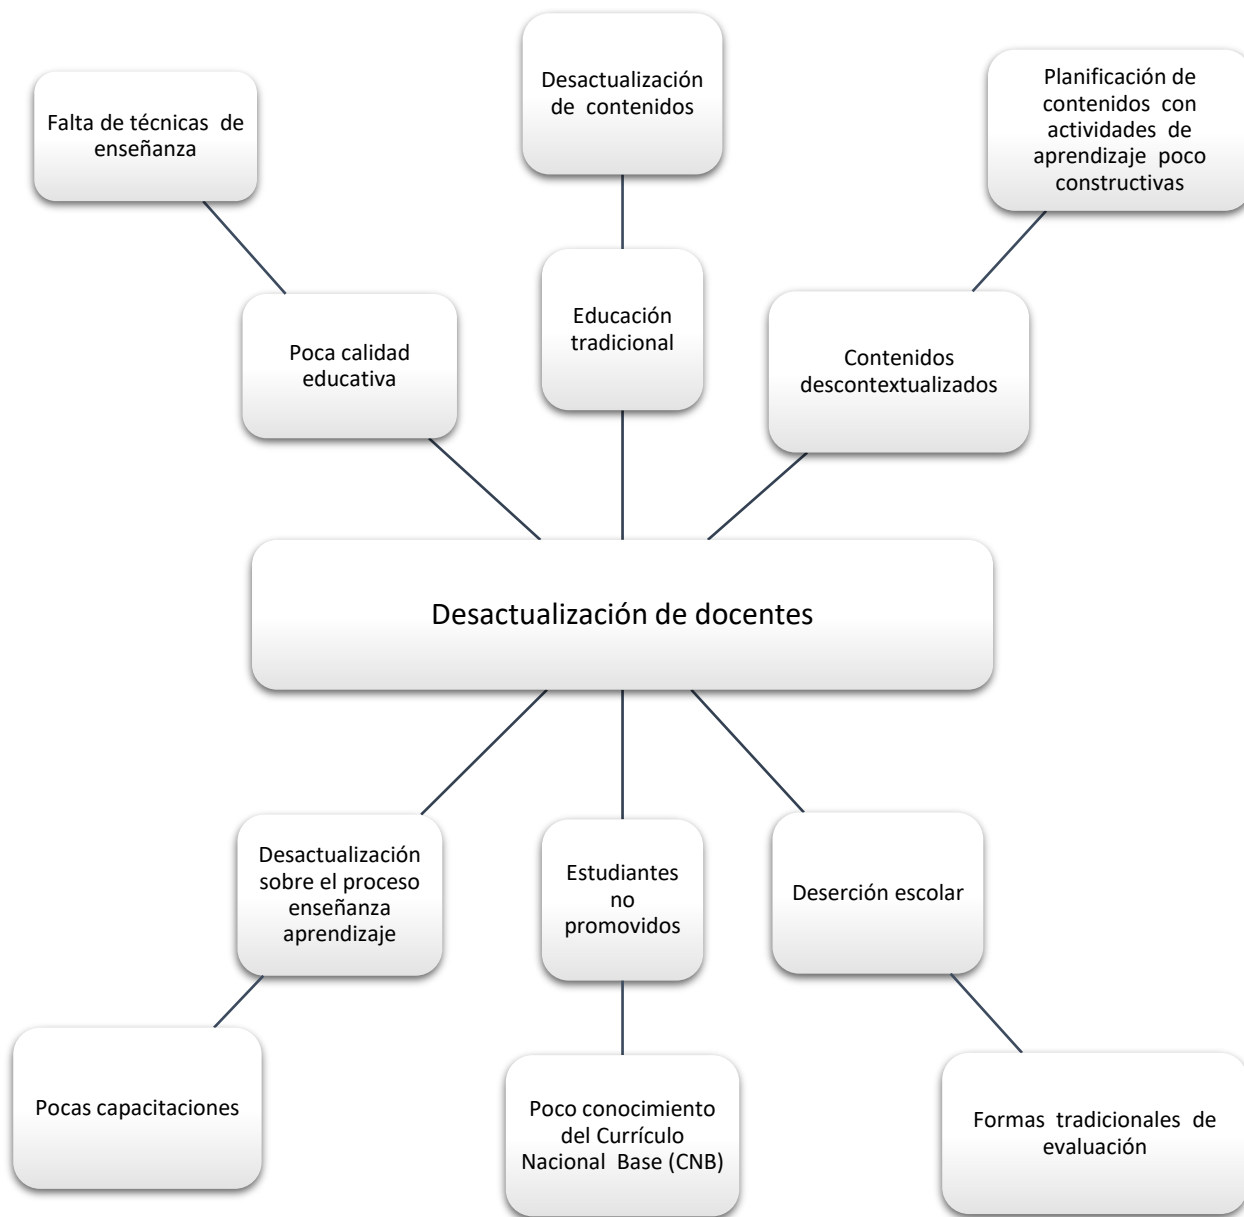 Desactualización
de contenidos
Planificación de
contenidos con
actividades de
aprendizaje poco
constructivas
Falta de técnicas de
enseñanza
Educación
tradicional
Poca calidad
educativa
Contenidos
descontextualizados
Desactualización de docentes
Desactualización
sobre el proceso
enseñanza
aprendizaje
Estudiantes
no
promovidos
Deserción escolar
Pocas capacitaciones
Poco conocimiento
del Currículo
Nacional Base (CNB)
Formas tradicionales de
evaluación